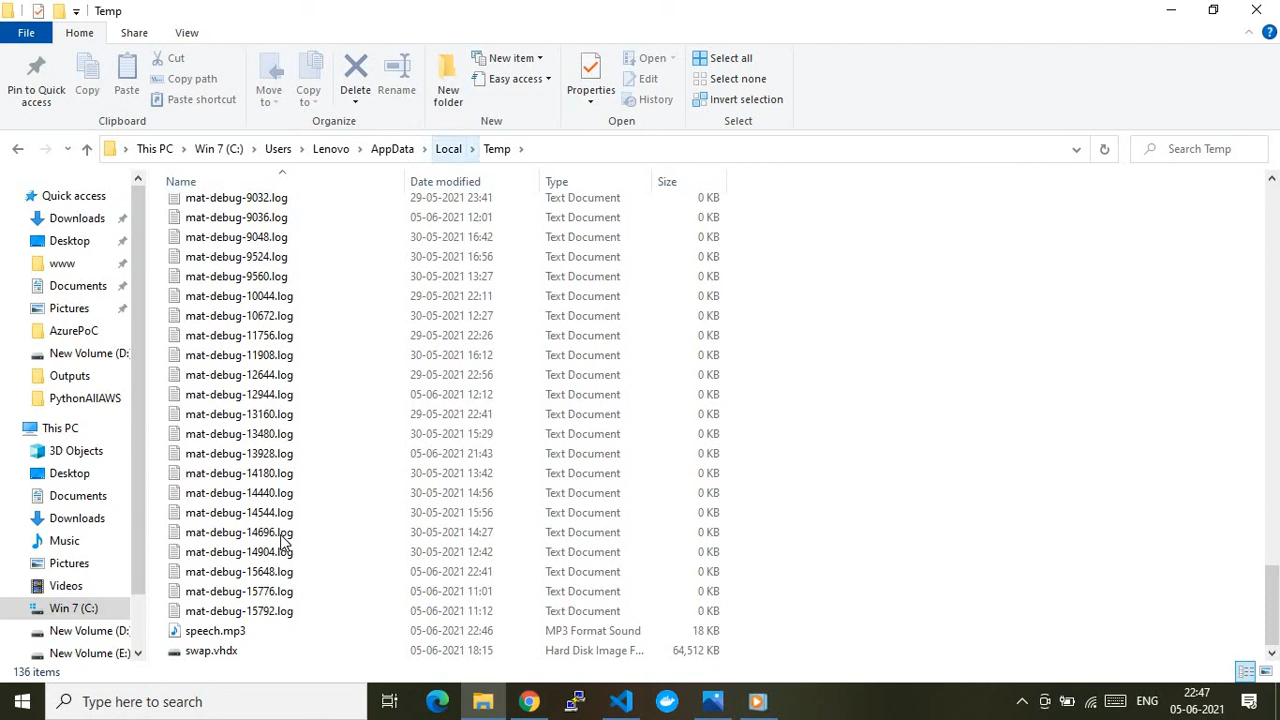 Temp
File Home Share View
Pin to Quick access
Copy
Paste
Cut
Copy path
Paste shortcut
Clipboard
Move to
Copy to
Delete
Rename
Organize
New folder
New item
Easy access
New
Properties
Open
Edit
History
Open
Select all
Select none
Invert selection
Select
This PC > Win 7 (C:) > Users > Lenovo > AppData > Local > Temp >
Search Temp
Quick access
Downloads
Desktop
www
Documents
Pictures
AzurePoC
New Volume (D:
Outputs
PythonAllAWS
This PC
3D Objects
Desktop
Documents
Downloads
Music
Pictures
Videos
Win 7 (C:)
New Volume (D:
New Volume (E:)
Name Date modified Type Size
mat-debug-9032.log 29-05-2021 23:41 Text Document 0 KB
mat-debug-9036.log 05-06-2021 12:01 Text Document 0 KB
mat-debug-9048.log 30-05-2021 16:42 Text Document 0 KB
mat-debug-9524.log 30-05-2021 16:56 Text Document 0 KB
mat-debug-9560.log 30-05-2021 13:27 Text Document 0 KB
mat-debug-10044.log 29-05-2021 22:11 Text Document 0 KB
mat-debug-10672.log 30-05-2021 12:27 Text Document 0 KB
mat-debug-11756.log 29-05-2021 22:26 Text Document 0 KB
mat-debug-11908.log 30-05-2021 16:12 Text Document 0 KB
mat-debug-12644.log 29-05-2021 22:56 Text Document 0 KB
mat-debug-12944.log 05-06-2021 12:12 Text Document 0 KB
mat-debug-13160.log 29-05-2021 22:41 Text Document 0 KB
mat-debug-13480.log 30-05-2021 15:29 Text Document 0 KB
mat-debug-13928.log 05-06-2021 21:43 Text Document 0 KB
mat-debug-14180.log 30-05-2021 13:42 Text Document 0 KB
mat-debug-14440.log 30-05-2021 14:56 Text Document 0 KB
mat-debug-14544.log 30-05-2021 15:56 Text Document 0 KB
mat-debug-14696.log 30-05-2021 14:27 Text Document 0 KB
mat-debug-14904.log 30-05-2021 12:42 Text Document 0 KB
mat-debug-15648.log 05-06-2021 22:41 Text Document 0 KB
mat-debug-15776.log 05-06-2021 11:01 Text Document 0 KB
mat-debug-15792.log 05-06-2021 11:12 Text Document 0 KB
speech.mp3 05-06-2021 22:46 MP3 Format Sound 18 KB
swap.vhdx 05-06-2021 18:15 Hard Disk Image F... 64,512 KB
136 items
Type here to search
ENG
22:47
05-06-2021